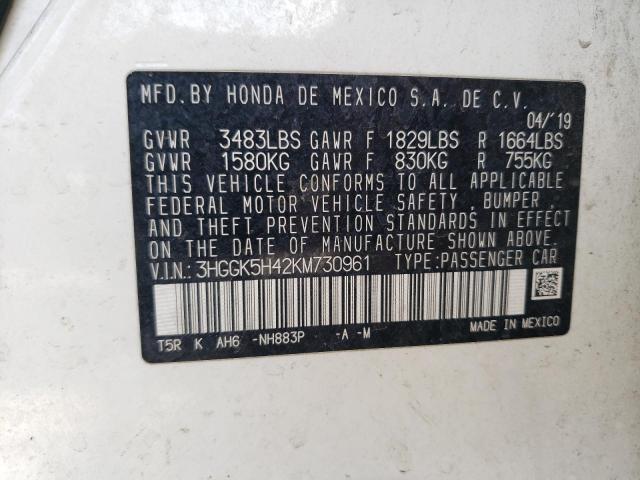 MFD. BY HONDA DE MEXICO S.A. DE C.V.
04/'19
GVWR 3483LBS GAWR F 1829LBS R 1664LBS
GVWR 1580KG GAWR F 830KG R 755KG
THIS VEHICLE CONFORMS TO ALL APPLICABLE
FEDERAL MOTOR VEHICLE SAFETY, BUMPER,
AND THEFT PREVENTION STANDARDS IN EFFECT
ON THE DATE OF MANUFACTURE SHOWN ABOVE.
V.I.N.: 3HGGK5H42KM730961 TYPE:PASSENGER CAR
T5R K AH6 -NH883P -A -M
MADE IN MEXICO